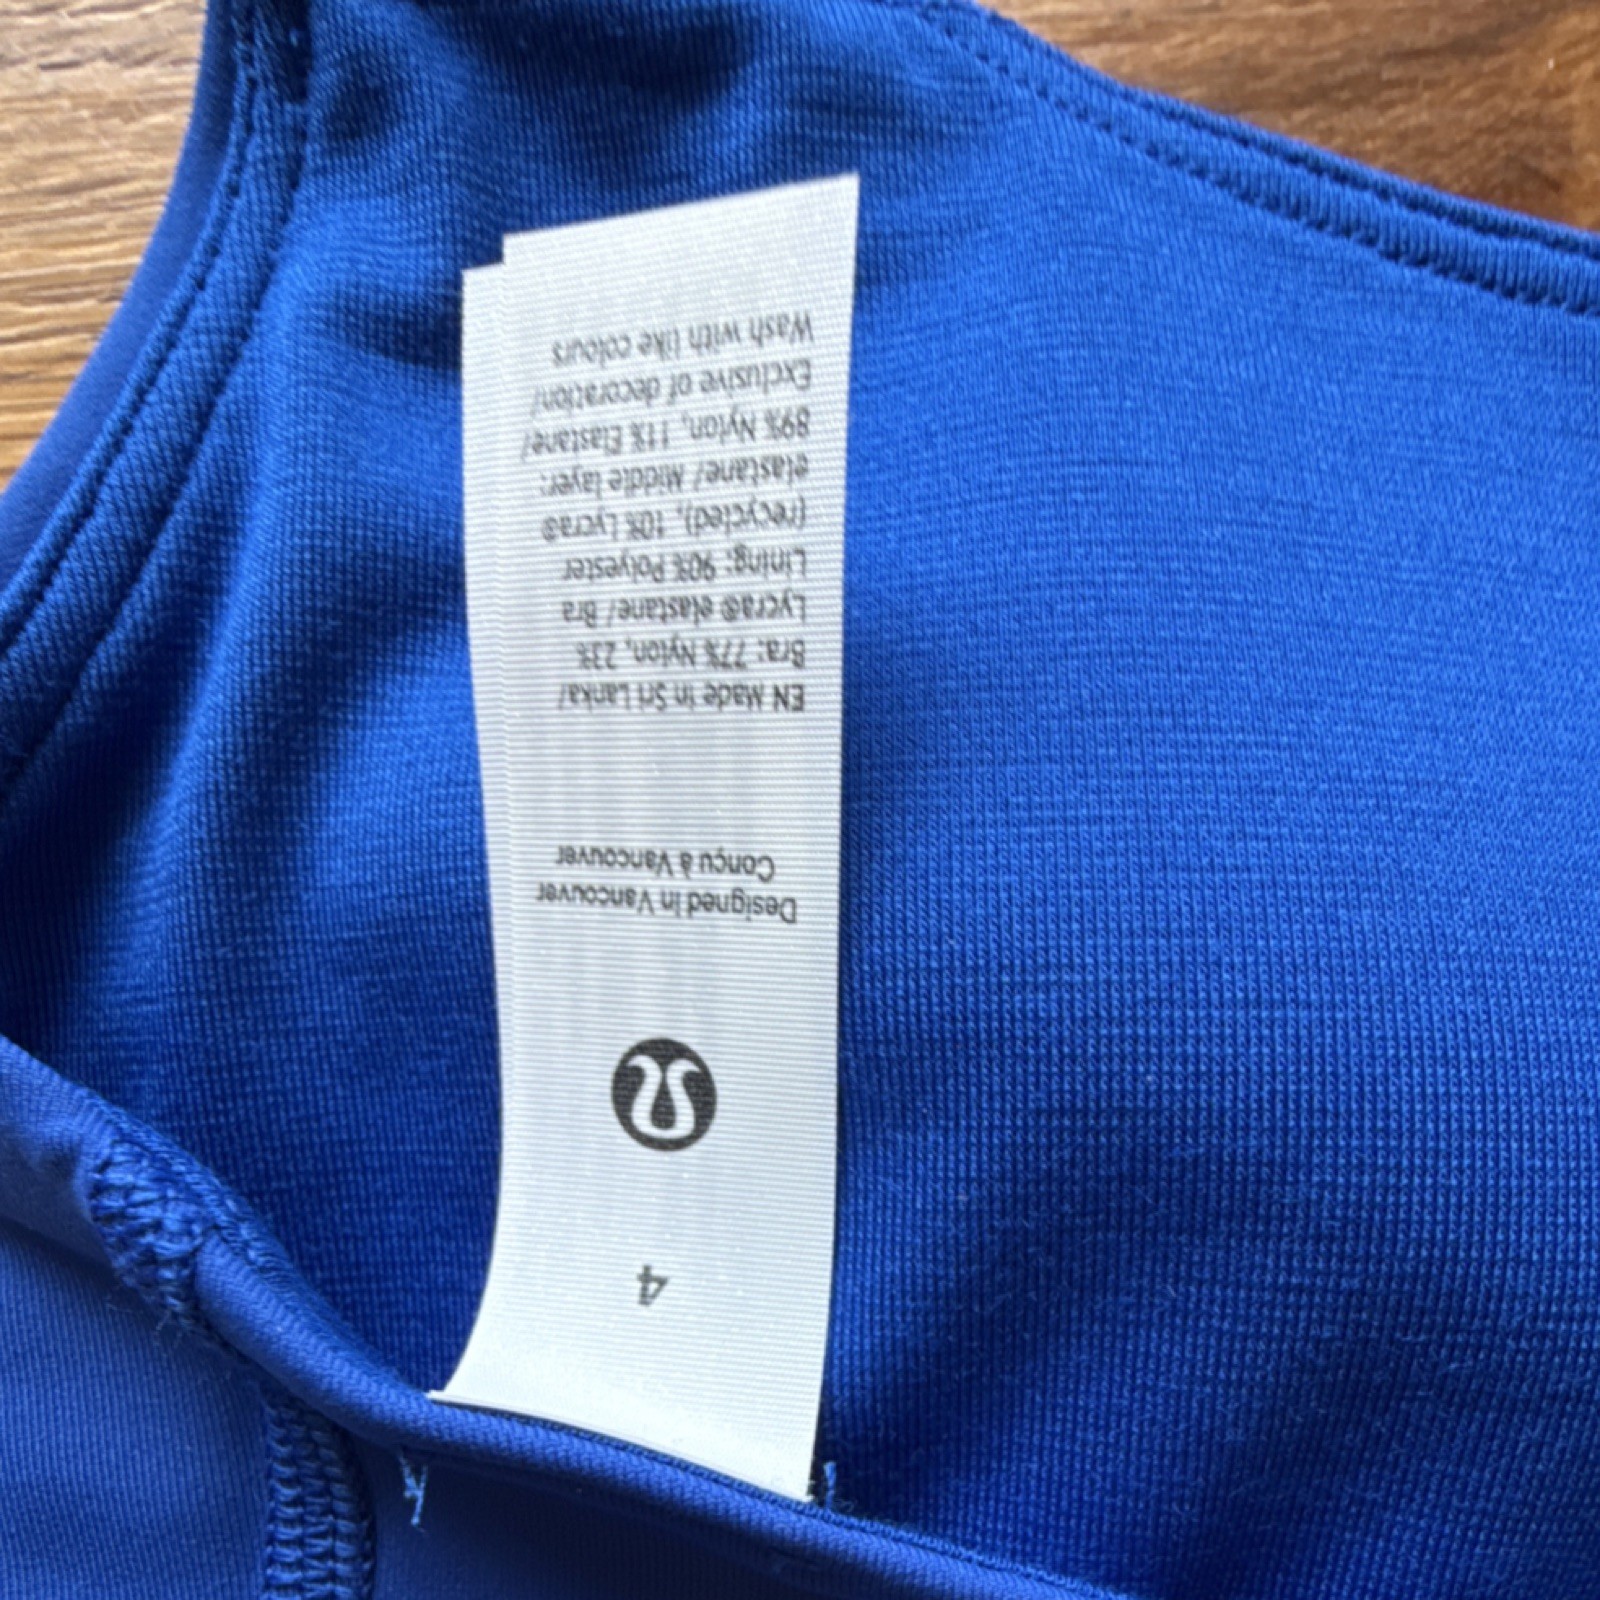 4
Designed in Vancouver
Conçu à Vancouver
EN Made in Sri Lanka/
Bra: 77% Nylon, 23%
Lycra® elastane/ Bra
Lining: 90% Polyester
(recycled), 10% Lycra®
elastane/ Middle layer:
89% Nylon, 11% Elastane/
Exclusive of decoration/
Wash with like colours